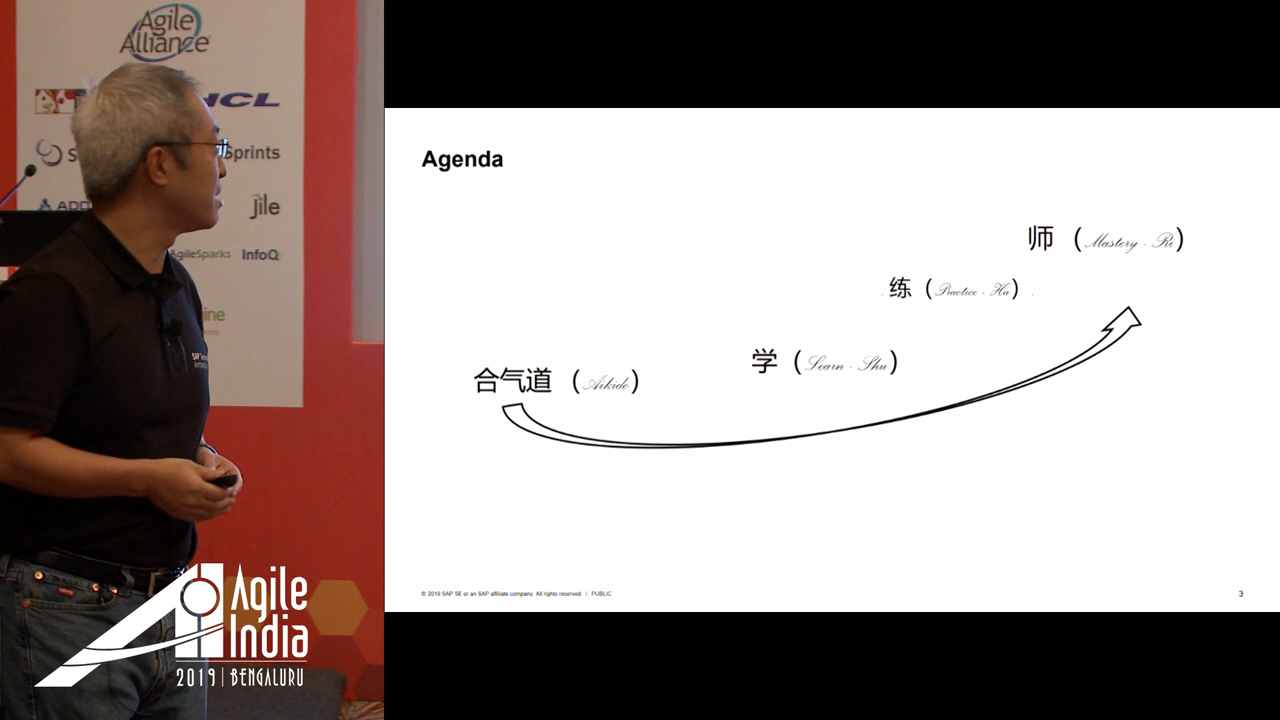 Agile
Alliance
HCL
Sprints
Jile
AgileSparks
InfoQ
Agile
India
2019 | BENGALURU
Agenda
师（Mastery - Ri）
练（Practice - Ha）
学（Learn - Shu）
合气道（Aikido）
© 2019 SAP SE or an SAP affiliate company. All rights reserved. | PUBLIC
3